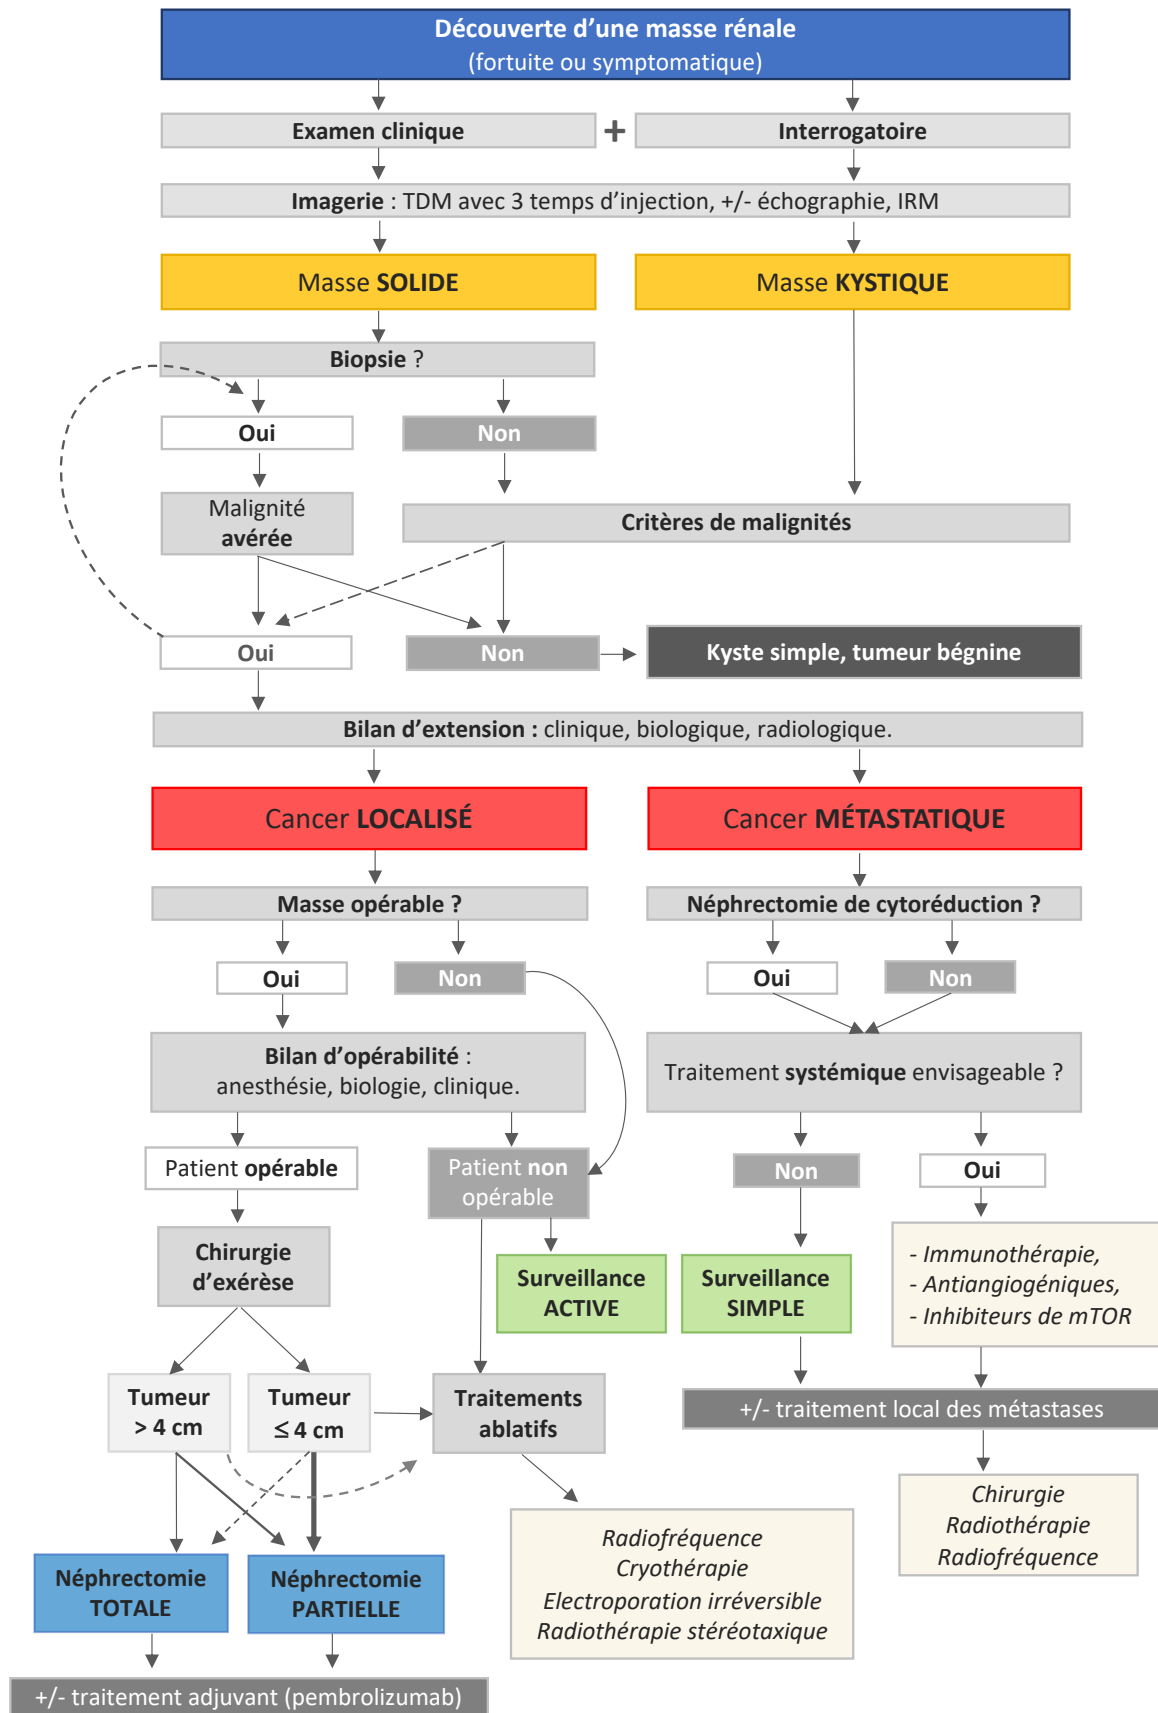 Découverte d’une masse rénale
(fortuite ou symptomatique)
Examen clinique
+
Interrogatoire
Imagerie : TDM avec 3 temps d’injection, +/- échographie, IRM
Masse SOLIDE
Masse KYSTIQUE
Biopsie ?
Oui
Non
Malignité
avérée
Critères de malignités
Oui
Non
Kyste simple, tumeur bégnine
Bilan d’extension : clinique, biologique, radiologique.
Cancer LOCALISÉ
Cancer MÉTASTATIQUE
Masse opérable ?
Néphrectomie de cytoréduction ?
Oui
Non
Oui
Non
Bilan d’opérabilité :
anesthésie, biologie, clinique.
Traitement systémique envisageable ?
Patient opérable
Patient non
opérable
Non
Oui
Chirurgie
d’exérèse
Surveillance
ACTIVE
Surveillance
SIMPLE
- Immunothérapie,
- Antiangiogéniques,
- Inhibiteurs de mTOR
Tumeur
> 4 cm
Tumeur
≤ 4 cm
Traitements
ablatifs
+/- traitement local des métastases
Radiofréquence
Cryothérapie
Electroporation irréversible
Radiothérapie stéréotaxique
Chirurgie
Radiothérapie
Radiofréquence
Néphrectomie
TOTALE
Néphrectomie
PARTIELLE
+/- traitement adjuvant (pembrolizumab)